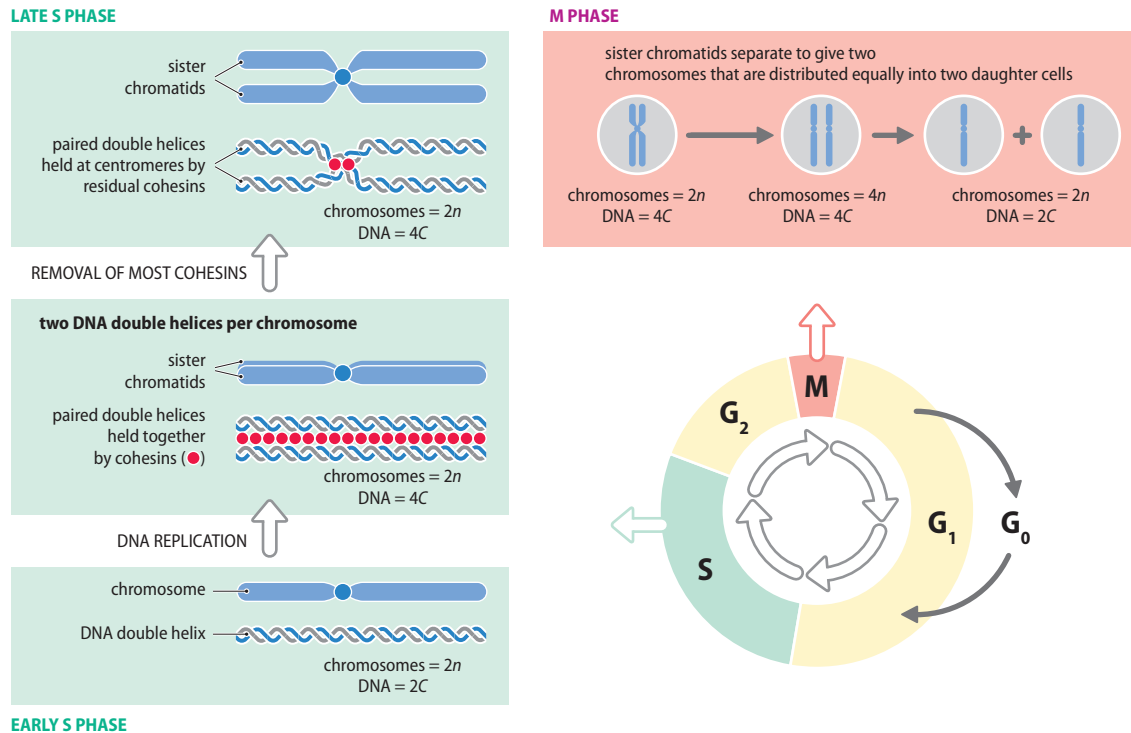 LATE S PHASE
sister
chromatids
paired double helices
held at centromeres by
residual cohesins
chromosomes = 2n
DNA = 4C
REMOVAL OF MOST COHESINS
two DNA double helices per chromosome
sister
chromatids
paired double helices
held together
by cohesins ( )
chromosomes = 2n
DNA = 4C
DNA REPLICATION
chromosome
DNA double helix
chromosomes = 2n
DNA = 2C
EARLY S PHASE
M PHASE
sister chromatids separate to give two
chromosomes that are distributed equally into two daughter cells
+
chromosomes = 2n
DNA = 4C
chromosomes = 4n
DNA = 4C
chromosomes = 2n
DNA = 2C
M
G2
G1
G0
S